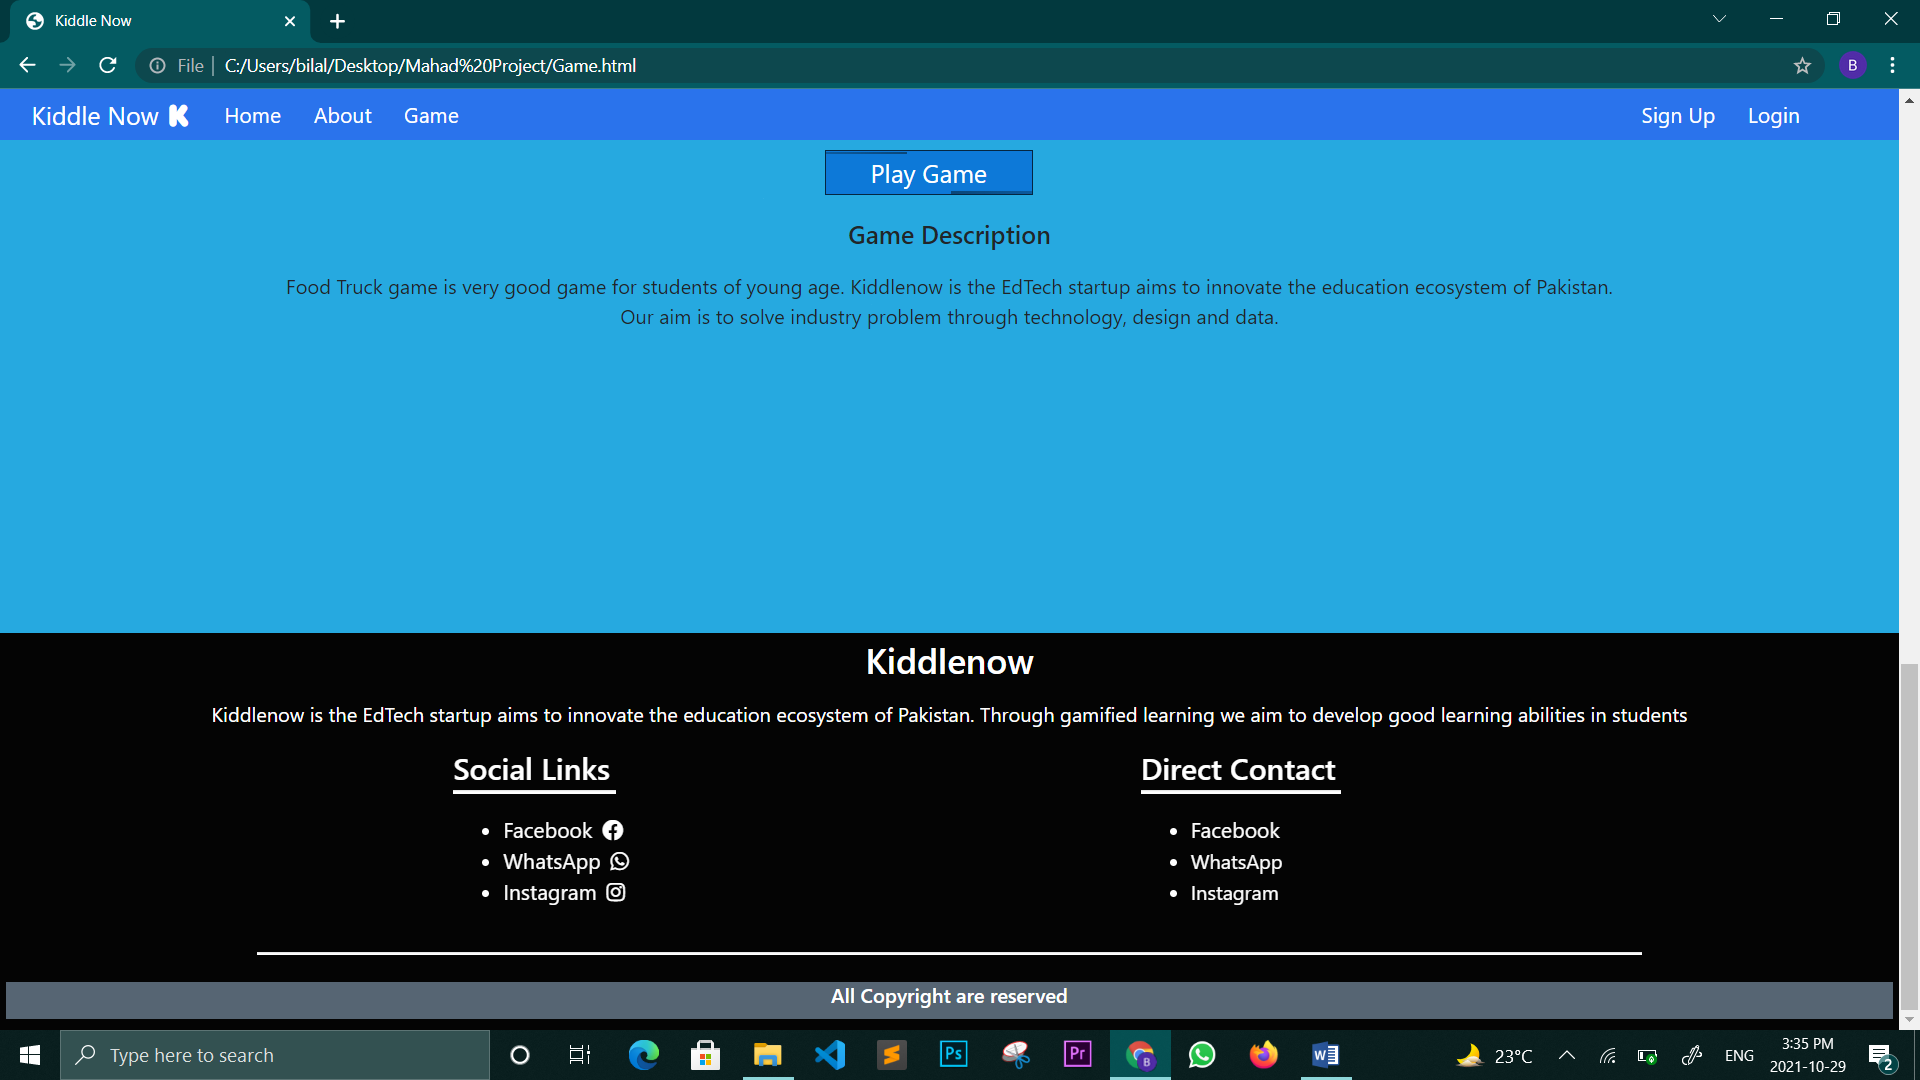 Kiddle Now
File | C:/Users/bilal/Desktop/Mahad%20Project/Game.html
B
Kiddle Now K Home About Game Sign Up Login
Play Game
Game Description
Food Truck game is very good game for students of young age. Kiddlenow is the EdTech startup aims to innovate the education ecosystem of Pakistan.
Our aim is to solve industry problem through technology, design and data.
Kiddlenow
Kiddlenow is the EdTech startup aims to innovate the education ecosystem of Pakistan. Through gamified learning we aim to develop good learning abilities in students
Social Links
• Facebook
• WhatsApp
• Instagram
Direct Contact
• Facebook
• WhatsApp
• Instagram
All Copyright are reserved
Type here to search
Ps
Pr
B
W
23°C
ENG
3:35 PM
2021-10-29
2